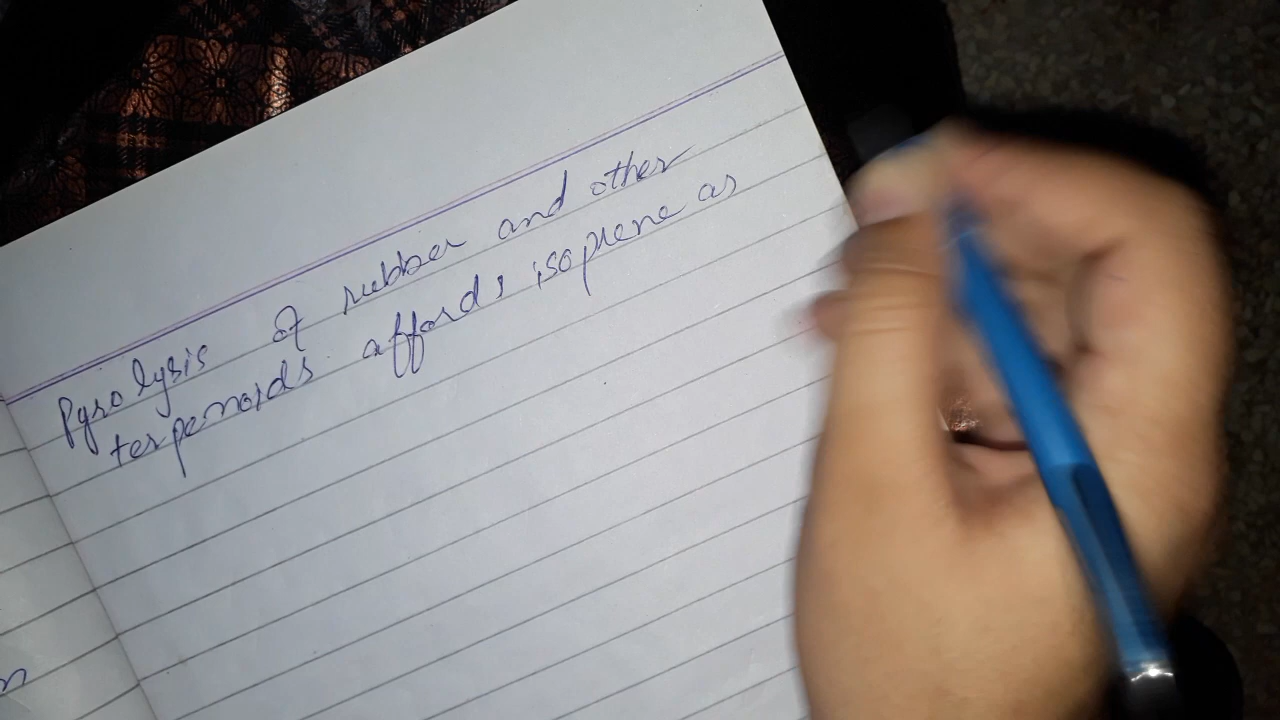 Pyrolysis of rubber and other
terpenoids affords isoprene as
n